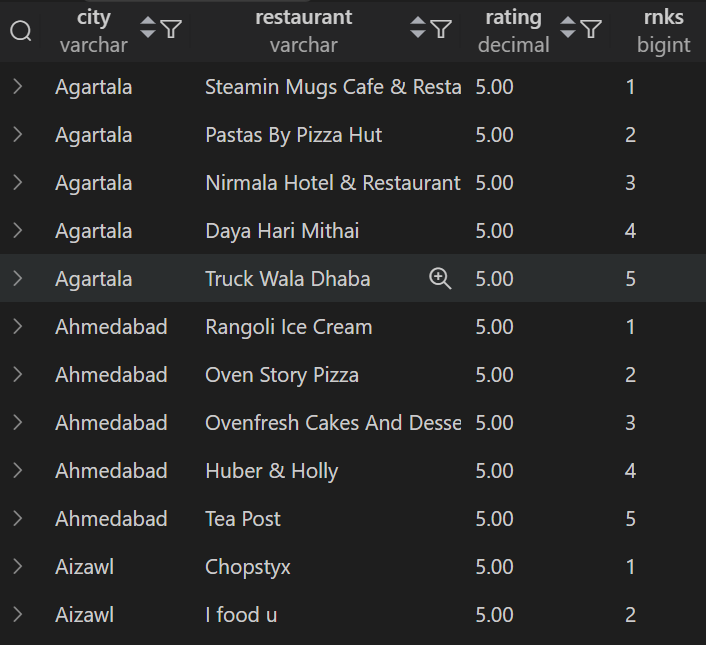 city restaurant rating rnks
varchar varchar decimal bigint
Agartala Steamin Mugs Cafe & Resta 5.00 1
Agartala Pastas By Pizza Hut 5.00 2
Agartala Nirmala Hotel & Restaurant 5.00 3
Agartala Daya Hari Mithai 5.00 4
Agartala Truck Wala Dhaba 5.00 5
Ahmedabad Rangoli Ice Cream 5.00 1
Ahmedabad Oven Story Pizza 5.00 2
Ahmedabad Ovenfresh Cakes And Desse 5.00 3
Ahmedabad Huber & Holly 5.00 4
Ahmedabad Tea Post 5.00 5
Aizawl Chopstyx 5.00 1
Aizawl I food u 5.00 2